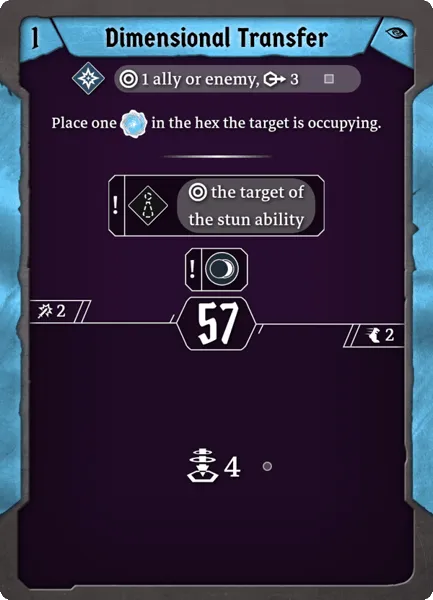 1
Dimensional Transfer
1 ally or enemy, 3
Place one in the hex the target is occupying.
! the target of
the stun ability
!
2
57
2
4